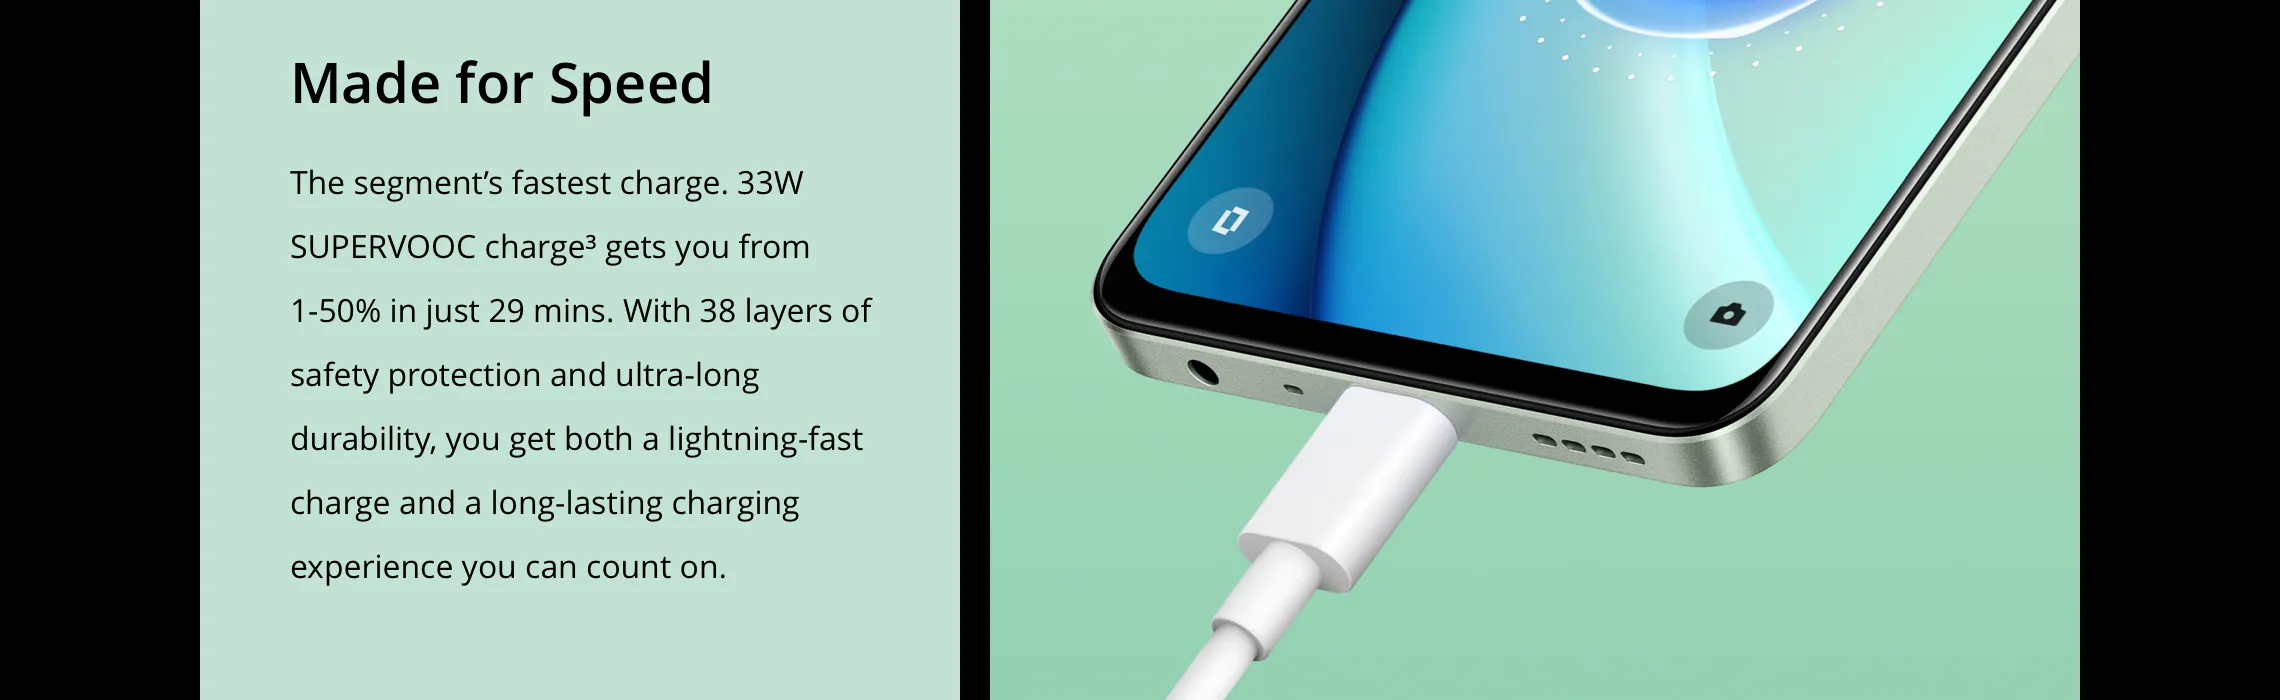 Made for Speed
The segment’s fastest charge. 33W
SUPERVOOC charge³ gets you from
1-50% in just 29 mins. With 38 layers of
safety protection and ultra-long
durability, you get both a lightning-fast
charge and a long-lasting charging
experience you can count on.